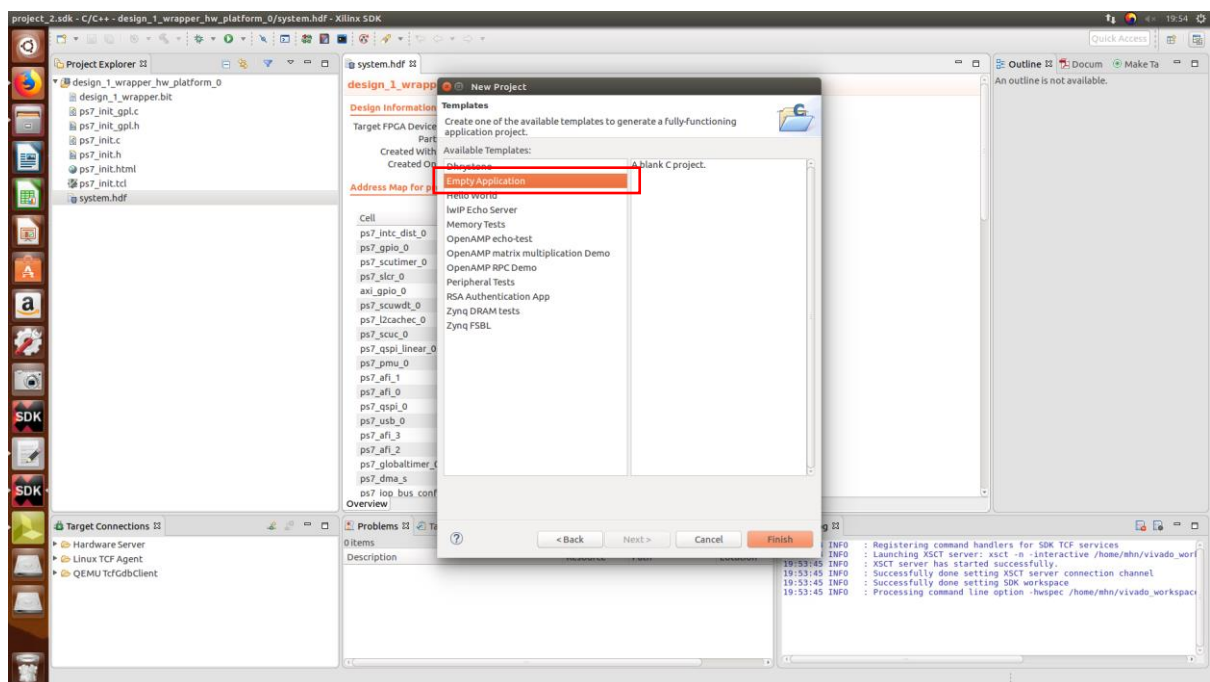 project_2.sdk - C/C++ - design_1_wrapper_hw_platform_0/system.hdf - Xilinx SDK
19:54
Quick Access
Project Explorer
design_1_wrapper_hw_platform_0
design_1_wrapper.bit
ps7_init_gpl.c
ps7_init_gpl.h
ps7_init.c
ps7_init.h
ps7_init.html
ps7_init.tcl
system.hdf
system.hdf
design_1_wrapp
Design Information
Target FPGA Device
Part
Created With
Created On
Address Map for p
Cell
ps7_intc_dist_0
ps7_gpio_0
ps7_scutimer_0
ps7_slcr_0
axi_gpio_0
ps7_scuwdt_0
ps7_l2cachec_0
ps7_scuc_0
ps7_qspi_linear_0
ps7_pmu_0
ps7_afi_1
ps7_afi_0
ps7_qspi_0
ps7_usb_0
ps7_afi_3
ps7_afi_2
ps7_globaltimer_0
ps7_dma_s
ps7_iop_bus_conf
Overview
New Project
Templates
Create one of the available templates to generate a fully-functioning
application project.
Available Templates:
Dhrystone
Empty Application
Hello World
lwIP Echo Server
Memory Tests
OpenAMP echo-test
OpenAMP matrix multiplication Demo
OpenAMP RPC Demo
Peripheral Tests
RSA Authentication App
Zynq DRAM tests
Zynq FSBL
A blank C project.
< Back
Next >
Cancel
Finish
Outline
Docum
Make Ta
An outline is not available.
Target Connections
Hardware Server
Linux TCF Agent
QEMU TcfGdbClient
Problems
Ta
0 items
Description
Resource
Path
Location
g
INFO : Registering command handlers for SDK TCF services
INFO : Launching XSCT server: xsct -n -interactive /home/mhn/vivado_work
19:53:45 INFO : XSCT server has started successfully.
19:53:45 INFO : Successfully done setting XSCT server connection channel
19:53:45 INFO : Successfully done setting SDK workspace
19:53:45 INFO : Processing command line option -hwspec /home/mhn/vivado_workspac
SDK
SDK